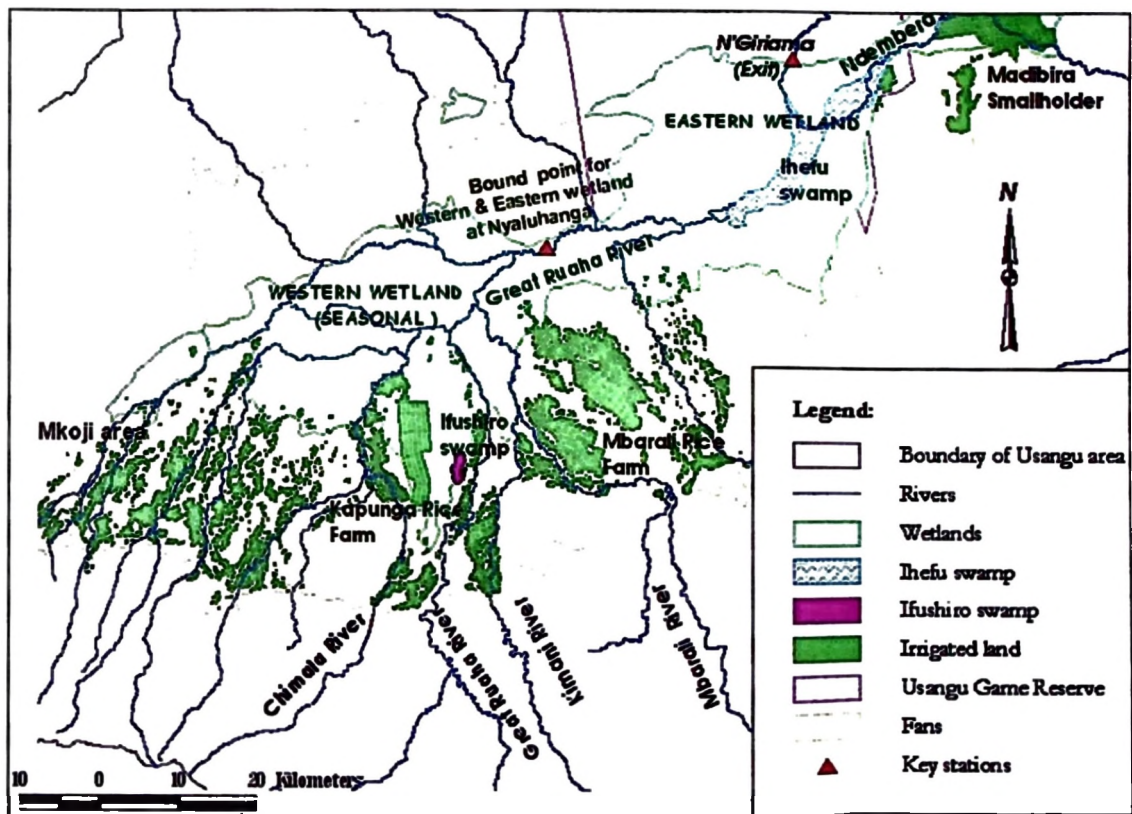 N'Giriama
(Exit)
Ndembera
Madibira
Smallholder
EASTERN WETLAND
Ihefu
swamp
Bound point for
Western & Eastern wetland
at Nyaluhanga
N
Great Ruaha River
WESTERN WETLAND
(SEASONAL)
Mkoji area
Ifushiro
swamp
Mbarali Rice
Farm
Kapunga Rice
Farm
Chimala River
Great Ruaha River
Kimani River
Mbarali River
10 0 10 20 Kilometers
Legend:
Boundary of Usangu area
Rivers
Wetlands
Ihefu swamp
Ifushiro swamp
Irrigated land
Usangu Game Reserve
Fans
Key stations